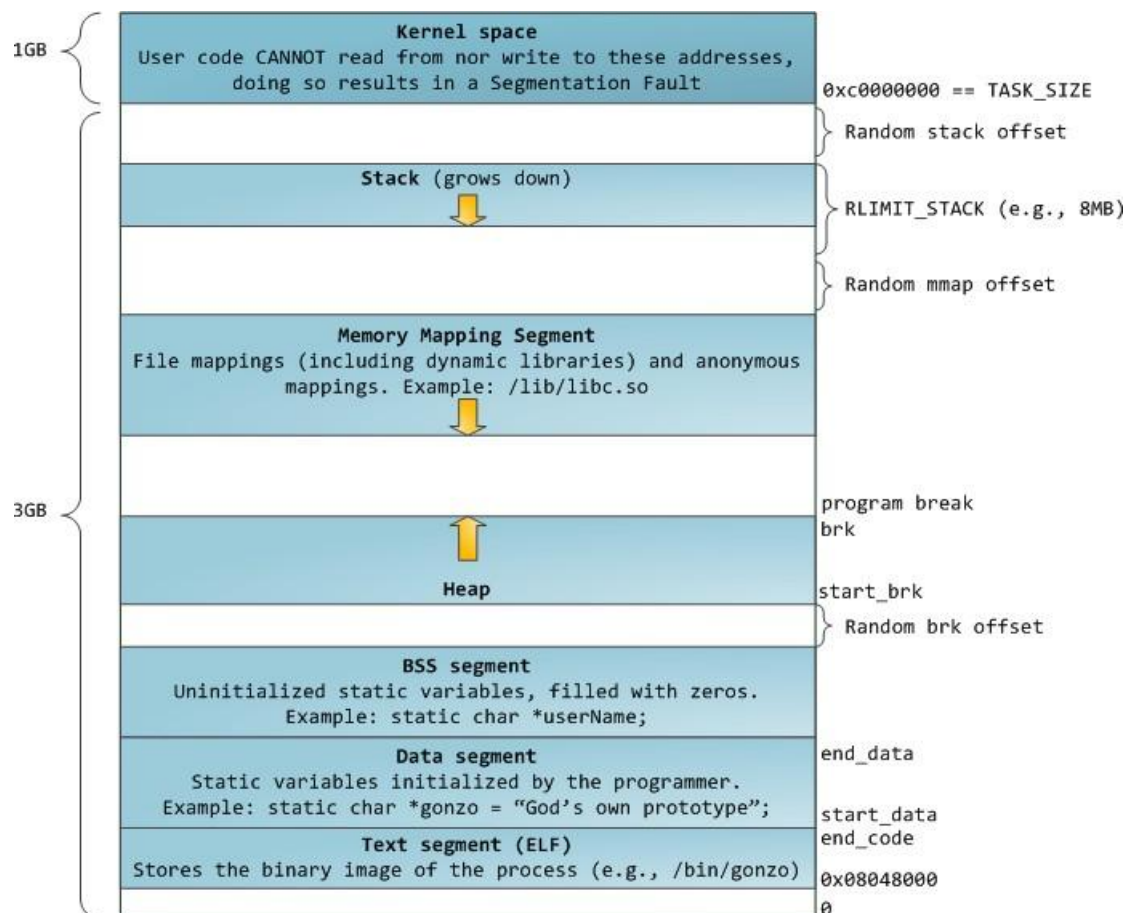 1GB
Kernel space
User code CANNOT read from nor write to these addresses,
doing so results in a Segmentation Fault
0xc0000000 == TASK_SIZE
Random stack offset
Stack (grows down)
RLIMIT_STACK (e.g., 8MB)
Random mmap offset
Memory Mapping Segment
File mappings (including dynamic libraries) and anonymous
mappings. Example: /lib/libc.so
3GB
program break
brk
Heap
start_brk
Random brk offset
BSS segment
Uninitialized static variables, filled with zeros.
Example: static char *userName;
Data segment
Static variables initialized by the programmer.
Example: static char *gonzo = “God’s own prototype”;
end_data
start_data
end_code
Text segment (ELF)
Stores the binary image of the process (e.g., /bin/gonzo)
0x08048000
0